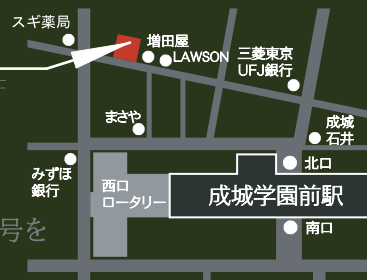 スギ薬局
増田屋
LAWSON
三菱東京
UFJ銀行
まさや
成城
石井
みずほ
銀行
西口
ロータリー
北口
成城学園前駅
南口
号を